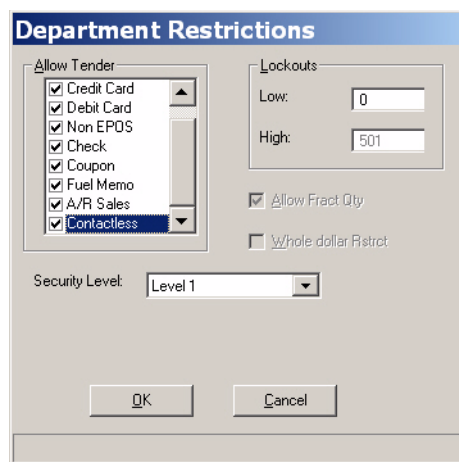 Department Restrictions
Allow Tender
Credit Card
Debit Card
Non EPOS
Check
Coupon
Fuel Memo
A/R Sales
Contactless
Lockouts
Low: 0
High: 501
Allow Fract Qty
Whole dollar Rstrct
Security Level: Level 1
OK
Cancel